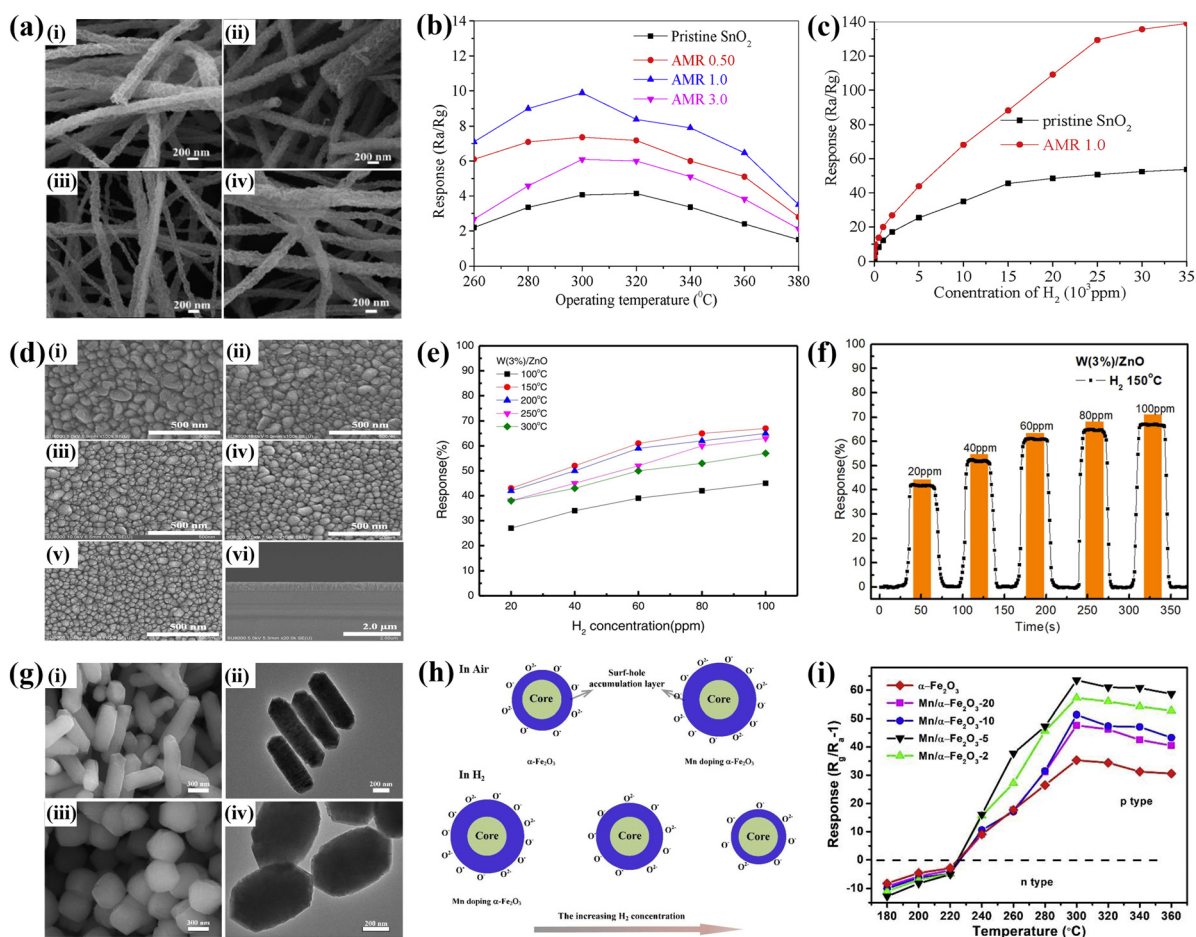 (a)
(i)
(ii)
200 nm
200 nm
(iii)
(iv)
200 nm
200 nm
(b)
Response (Ra/Rg)
14
12
10
8
6
4
2
0
Pristine SnO₂
AMR 0.50
AMR 1.0
AMR 3.0
260 280 300 320 340 360 380
Operating temperature (⁰C)
(c)
Response (Ra/Rg)
140
120
100
80
60
40
20
0
pristine SnO₂
AMR 1.0
0 5 10 15 20 25 30 35
Conentration of H₂ (10³ppm)
(d)
(i)
(ii)
500 nm
500 nm
(iii)
(iv)
500 nm
500 nm
(v)
(vi)
500 nm
2.0 μm
(e)
Response(%)
100
90
80
70
60
50
40
30
20
10
0
W(3%)/ZnO
100°C
150°C
200°C
250°C
300°C
20 40 60 80 100
H₂ concentration(ppm)
(f)
Response(%)
100
90
80
70
60
50
40
30
20
10
0
W(3%)/ZnO
H₂ 150°C
20ppm
40ppm
60ppm
80ppm
100ppm
0 50 100 150 200 250 300 350
Time(s)
(g)
(i)
(ii)
300 nm
200 nm
(iii)
(iv)
300 nm
200 nm
(h)
In Air
O²⁻ O⁻
Surf-hole
accumulation layer
Core
Core
α-Fe₂O₃
Mn doping α-Fe₂O₃
In H₂
O²⁻ O⁻
Core
Core
Core
Mn doping α-Fe₂O₃
The increasing H₂ concentration
(i)
Response (Rg/Ra-1)
60
50
40
30
20
10
0
-10
α-Fe₂O₃
Mn/α-Fe₂O₃-20
Mn/α-Fe₂O₃-10
Mn/α-Fe₂O₃-5
Mn/α-Fe₂O₃-2
p type
n type
180 200 220 240 260 280 300 320 340 360
Temperature (°C)